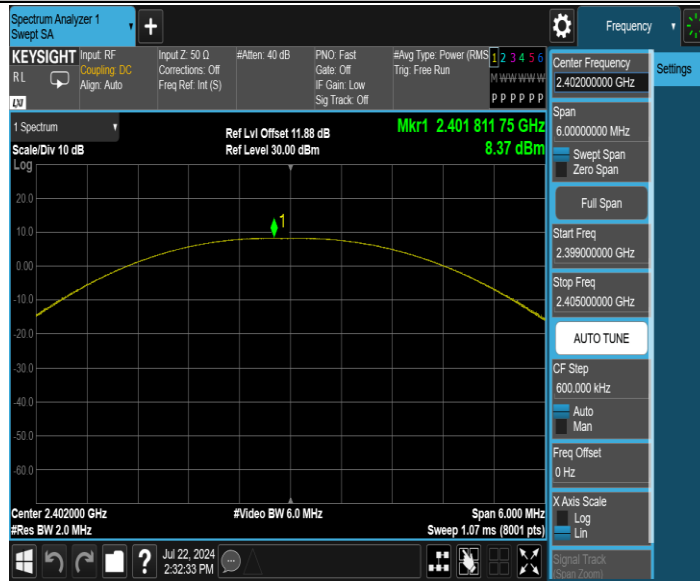 Spectrum Analyzer 1
Swept SA
+
Frequency
KEYSIGHT
RL
LXI
Input: RF
Coupling: DC
Align: Auto
Input Z: 50 Ω
Corrections: Off
Freq Ref: Int (S)
#Atten: 40 dB
PNO: Fast
Gate: Off
IF Gain: Low
Sig Track: Off
#Avg Type: Power (RMS
Trig: Free Run
1 2 3 4 5 6
M W W W W W
P P P P P P
1 Spectrum
Scale/Div 10 dB
Log
Ref Lvl Offset 11.88 dB
Ref Level 30.00 dBm
Mkr1 2.401 811 75 GHz
8.37 dBm
20.0
10.0
0.00
-10.0
-20.0
-30.0
-40.0
-50.0
-60.0
1
Center 2.402000 GHz
#Res BW 2.0 MHz
#Video BW 6.0 MHz
Span 6.000 MHz
Sweep 1.07 ms (8001 pts)
?
Jul 22, 2024
2:32:33 PM
Settings
Center Frequency
2.402000000 GHz
Span
6.00000000 MHz
Swept Span
Zero Span
Full Span
Start Freq
2.399000000 GHz
Stop Freq
2.405000000 GHz
AUTO TUNE
CF Step
600.000 kHz
Auto
Man
Freq Offset
0 Hz
X Axis Scale
Log
Lin
Signal Track
(Span Zoom)